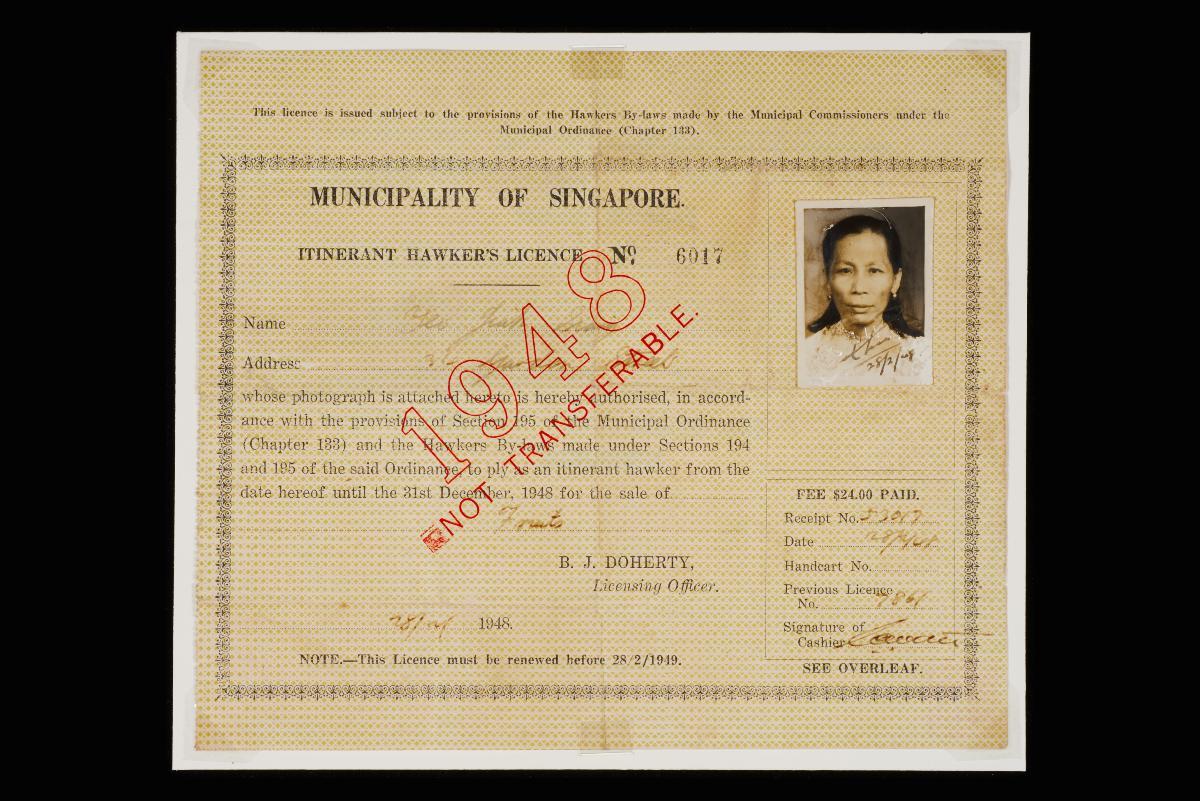 This licence is issued subject to the provisions of the Hawkers By-laws made by the Municipal Commissioners under the
Municipal Ordinance (Chapter 133).
MUNICIPALITY OF SINGAPORE.
ITINERANT HAWKER'S LICENCE No. 6017
Name
Address
whose photograph is attached hereto is hereby authorised, in accord-
ance with the provisions of Section 195 of the Municipal Ordinance
(Chapter 133) and the Hawkers By-laws made under Sections 194
and 195 of the said Ordinance, to ply as an itinerant hawker from the
date hereof until the 31st December, 1948 for the sale of
Fruits
1948
NOT TRANSFERABLE.
B. J. DOHERTY,
Licensing Officer.
1948.
NOTE.—This Licence must be renewed before 28/2/1949.
28/2/48
FEE $24.00 PAID.
Receipt No.
Date
Handcart No.
Previous Licence
No.
Signature of
Cashier
SEE OVERLEAF.